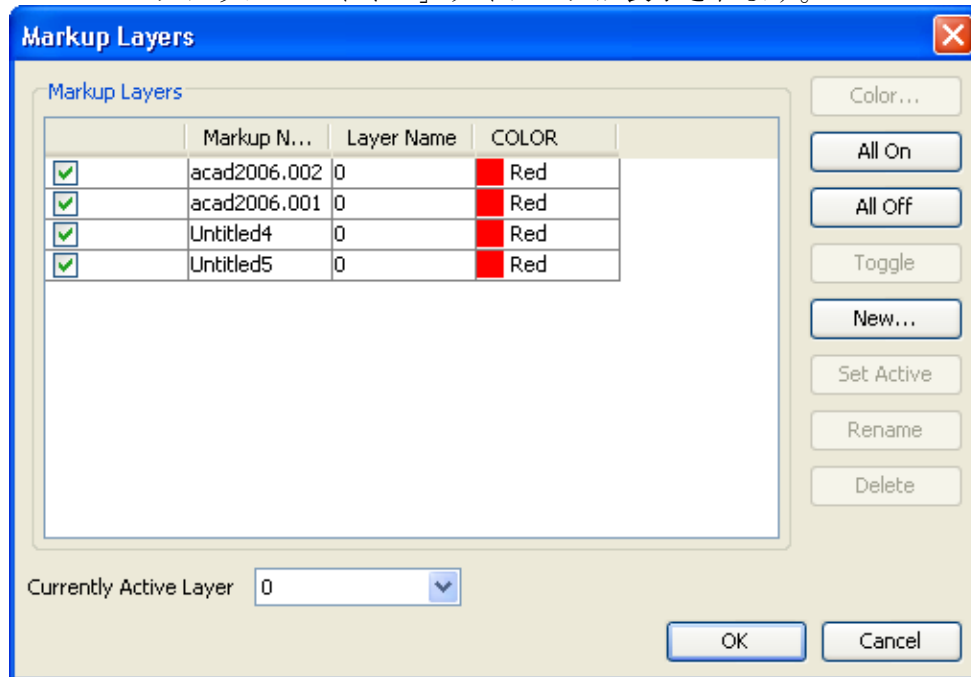 Markup Layers
Markup Layers
Markup N... Layer Name COLOR
acad2006.002 0 Red
acad2006.001 0 Red
Untitled4 0 Red
Untitled5 0 Red
Color...
All On
All Off
Toggle
New...
Set Active
Rename
Delete
Currently Active Layer 0
OK Cancel